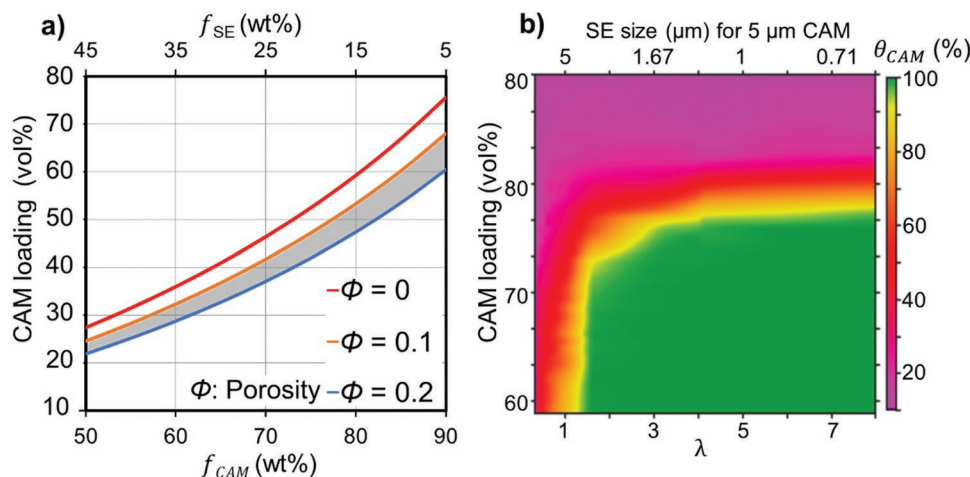 a)
f_SE (wt%)
45 35 25 15 5
CAM loading (vol%)
80
70
60
50
40
30
20
10
Φ = 0
Φ = 0.1
Φ: Porosity Φ = 0.2
50 60 70 80 90
f_CAM (wt%)
b)
SE size (μm) for 5 μm CAM
5 1.67 1 0.71
θ_CAM (%)
CAM loading (vol%)
80
80
70
60
1 3 5 7
λ
100
80
60
40
20